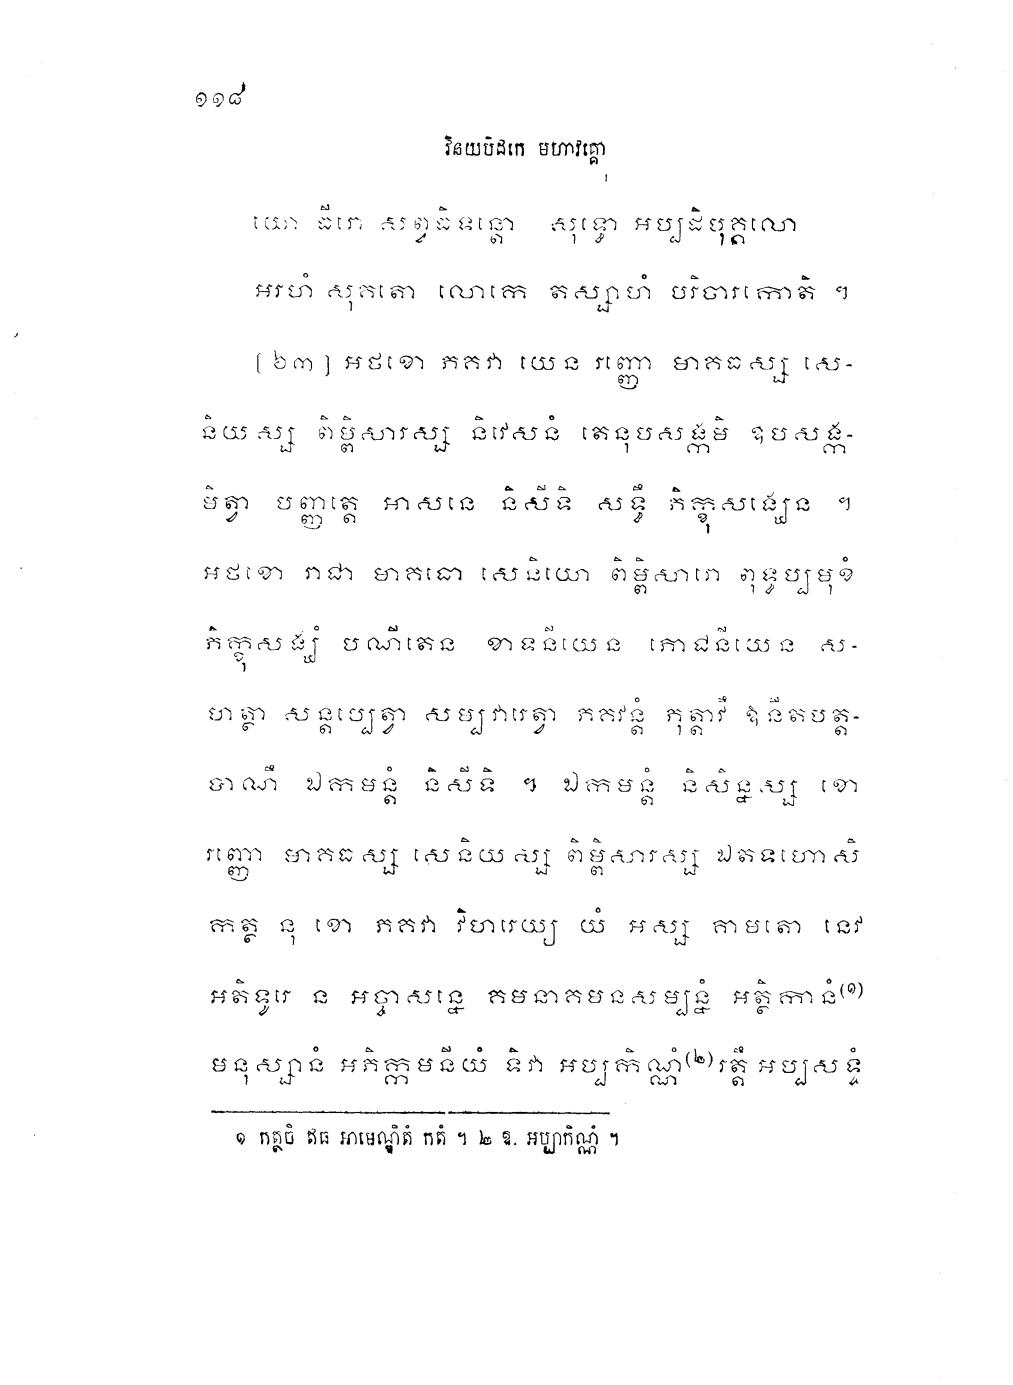 ១១៨
វិនយបិដកេ មហាវគ្គោ
យោ ធីរោ សព្វធិទន្តោ សុទ្ធោ អប្បដិបុគ្គលោ
អរហំ សុគតោ លោកេ តស្សាហំ បរិចារកោតិ ។
[៦៣] អថខោ ភគវា យេន រញ្ញោ មាគធស្ស សេ-
និយស្ស ពិម្ពិសារស្ស និវេសនំ តេនុបសង្កមិ ឧបសង្ក-
មិត្វា បញ្ញត្តេ អាសនេ និសីទិ សទ្ធឹ ភិក្ខុសង្ឃេន ។
អថខោ រាជា មាគធោ សេនិយោ ពិម្ពិសារោ ពុទ្ធប្បមុខំ
ភិក្ខុសង្ឃំ បណីតេន ខាទនីយេន ភោជនីយេន ស-
ហត្ថា សន្តប្បេត្វា សម្បវារេត្វា ភគវន្តំ ភុត្តាវឹ ឱនីតបត្ត-
បាណឹ ឯកមន្តំ និសីទិ ។ ឯកមន្តំ និសិន្នស្ស ខោ
រញ្ញោ មាគធស្ស សេនិយស្ស ពិម្ពិសារស្ស ឯតទហោសិ
កត្ថ នុ ខោ ភគវា វិហរេយ្យ យំ អស្ស គាមតោ នេវ
អតិទូរេ ន អច្ចាសន្នេ គមនាគមនសម្បន្នំ អត្ថិកានំ(១)
មនុស្សានំ អភិក្កមនីយំ ទិវា អប្បកិណ្ណំ(២) រត្តឹ អប្បសទ្ទំ
១ កត្ថចិ ឥធ អាមេណ្ឌិតំ កតំ ។ ២ ឱ. អប្បាកិណ្ណំ ។